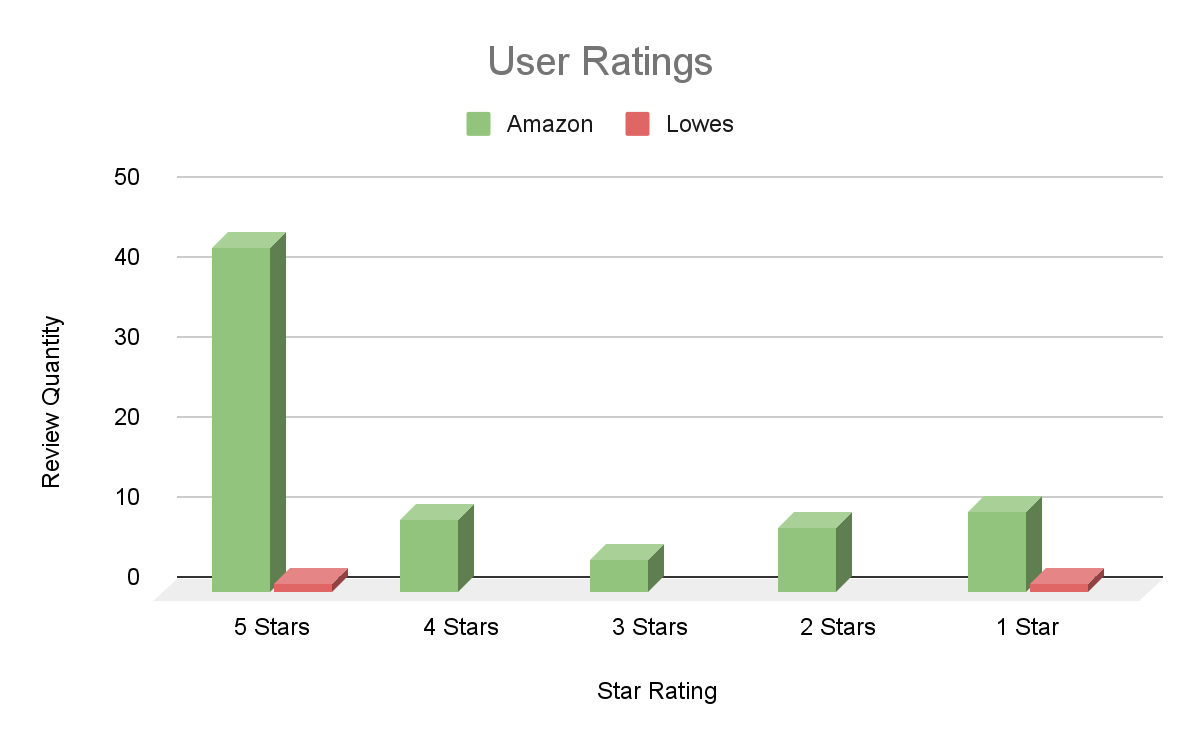 User Ratings
Amazon
Lowes
50
40
30
20
10
0
Review Quantity
5 Stars
4 Stars
3 Stars
2 Stars
1 Star
Star Rating